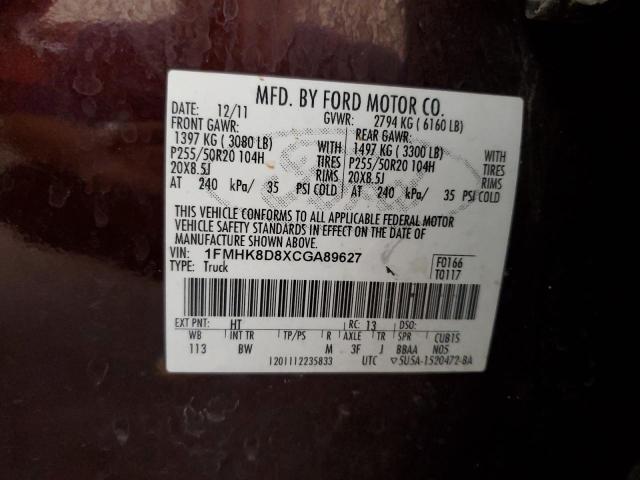 MFD. BY FORD MOTOR CO.
DATE: 12/11 GVWR: 2794 KG ( 6160 LB)
FRONT GAWR: REAR GAWR:
1397 KG ( 3080 LB) WITH 1497 KG ( 3300 LB) WITH
P255/50R20 104H TIRES P255/50R20 104H TIRES
20X8.5J RIMS 20X8.5J RIMS
AT 240 kPa/ 35 PSI COLD AT 240 kPa/ 35 PSI COLD
THIS VEHICLE CONFORMS TO ALL APPLICABLE FEDERAL MOTOR
VEHICLE SAFETY STANDARDS IN EFFECT ON THE DATE OF
MANUFACTURE SHOWN ABOVE.
VIN: 1FMHK8D8XCGA89627 F0166
TYPE: Truck T0117
EXT PNT: HT RC: 13 DSO:
WB INT TR TP/PS R AXLE TR SPR CUBTS
113 BW M 3F J BBAA NOS
1201112235833 UTC ▽5U5A-1520472-BA